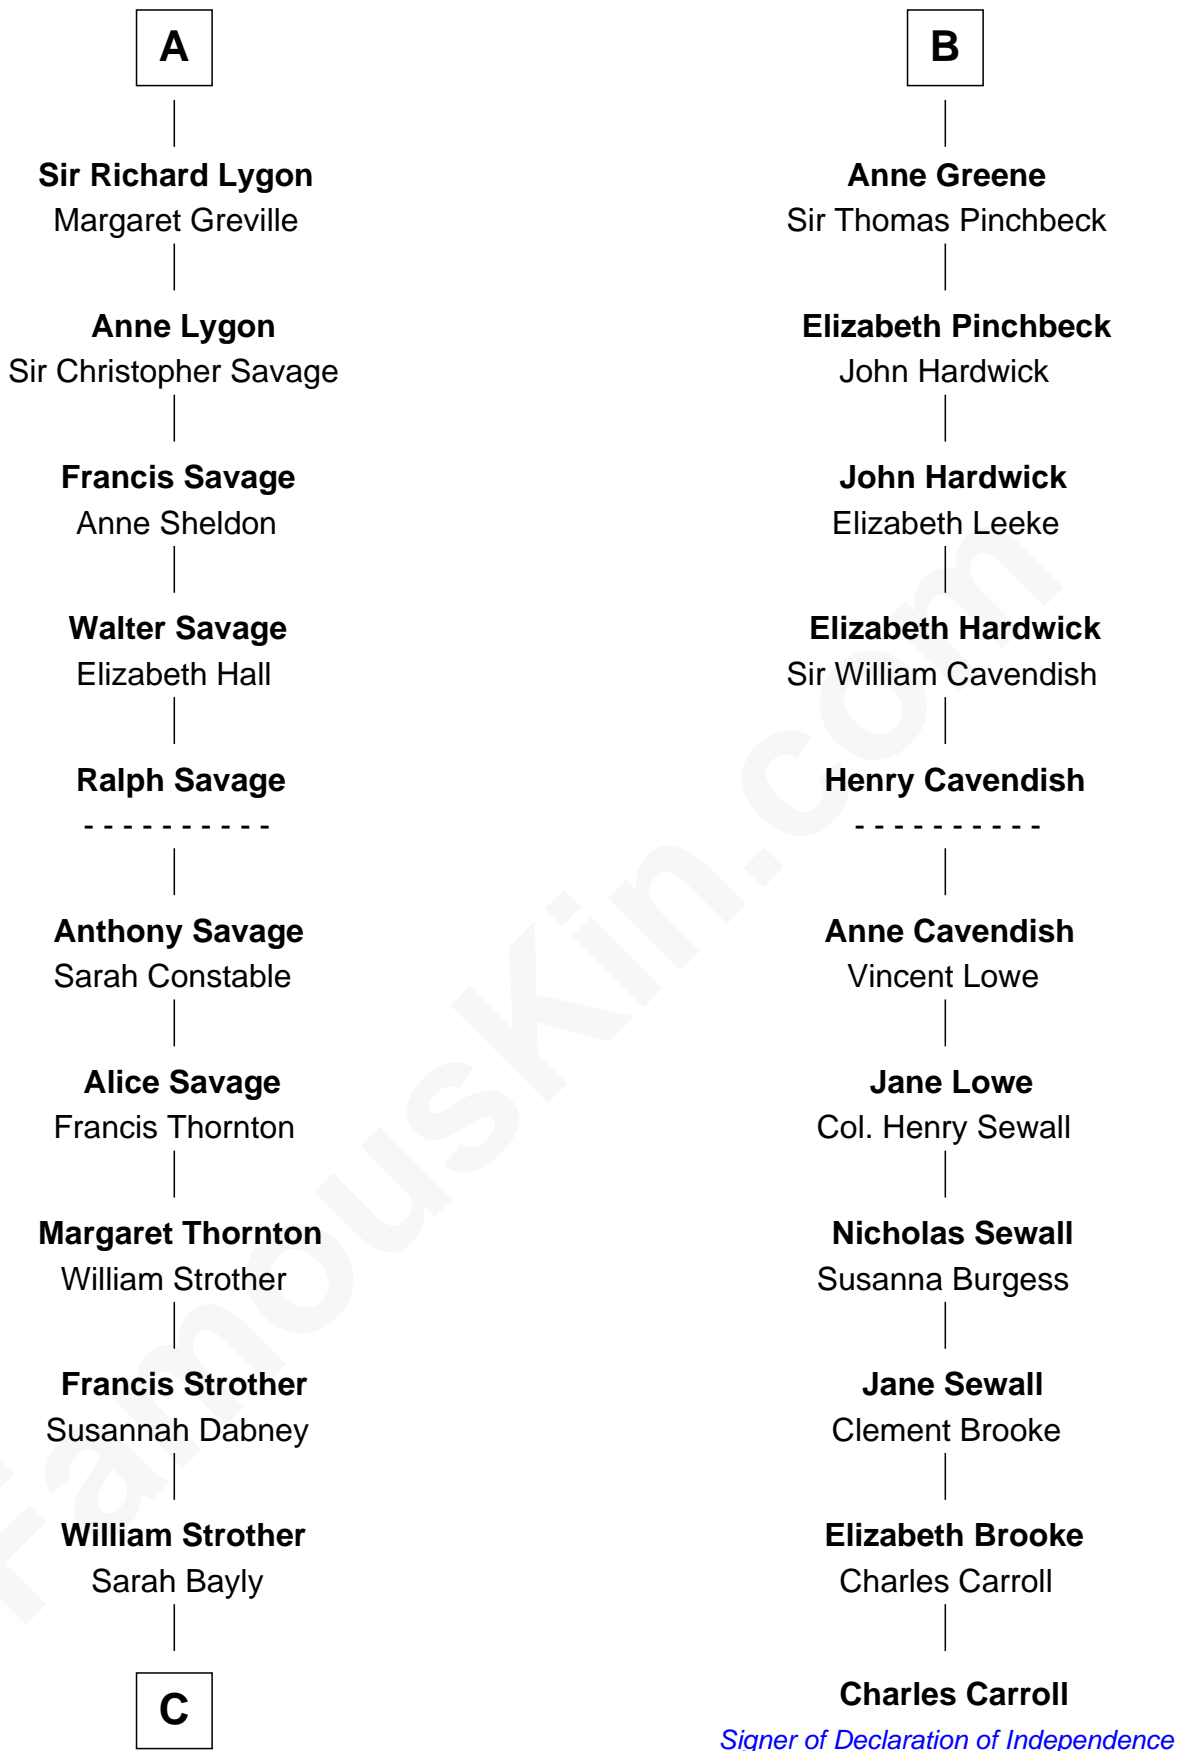 A
Sir Richard Lygon
Margaret Greville
Anne Lygon
Sir Christopher Savage
Francis Savage
Anne Sheldon
Walter Savage
Elizabeth Hall
Ralph Savage
- - - - - - - - - -
Anthony Savage
Sarah Constable
Alice Savage
Francis Thornton
Margaret Thornton
William Strother
Francis Strother
Susannah Dabney
William Strother
Sarah Bayly
C
B
Anne Greene
Sir Thomas Pinchbeck
Elizabeth Pinchbeck
John Hardwick
John Hardwick
Elizabeth Leeke
Elizabeth Hardwick
Sir William Cavendish
Henry Cavendish
- - - - - - - - - -
Anne Cavendish
Vincent Lowe
Jane Lowe
Col. Henry Sewall
Nicholas Sewall
Susanna Burgess
Jane Sewall
Clement Brooke
Elizabeth Brooke
Charles Carroll
Charles Carroll
Signer of Declaration of Independence
FamousKin.com